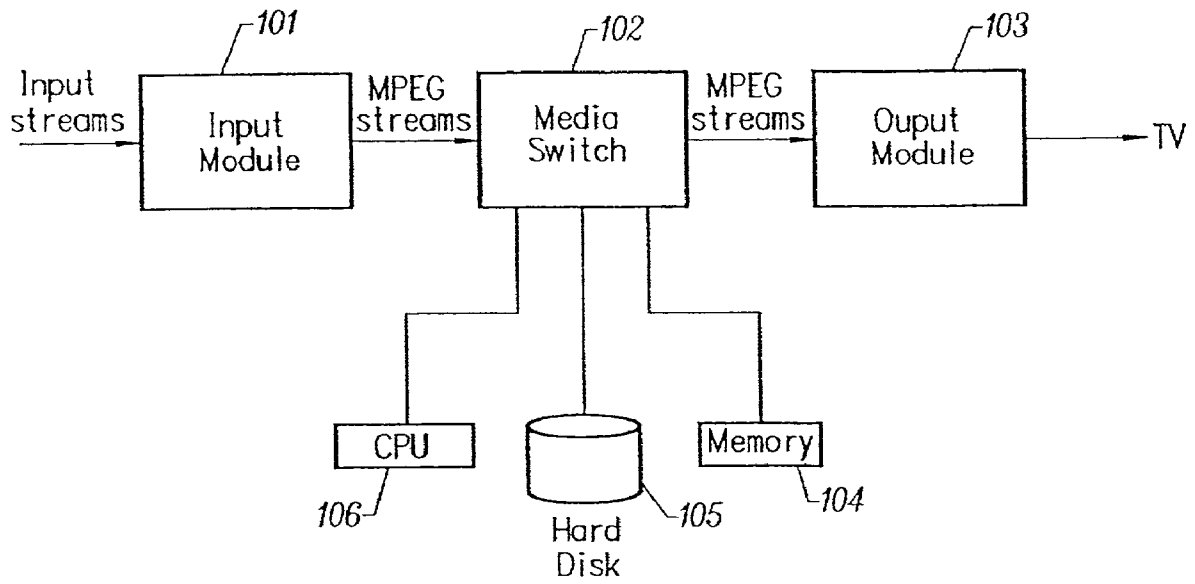 101
102
103
Input
streams
Input
Module
MPEG
streams
Media
Switch
MPEG
streams
Ouput
Module
TV
CPU
Memory
106
105
104
Hard
Disk